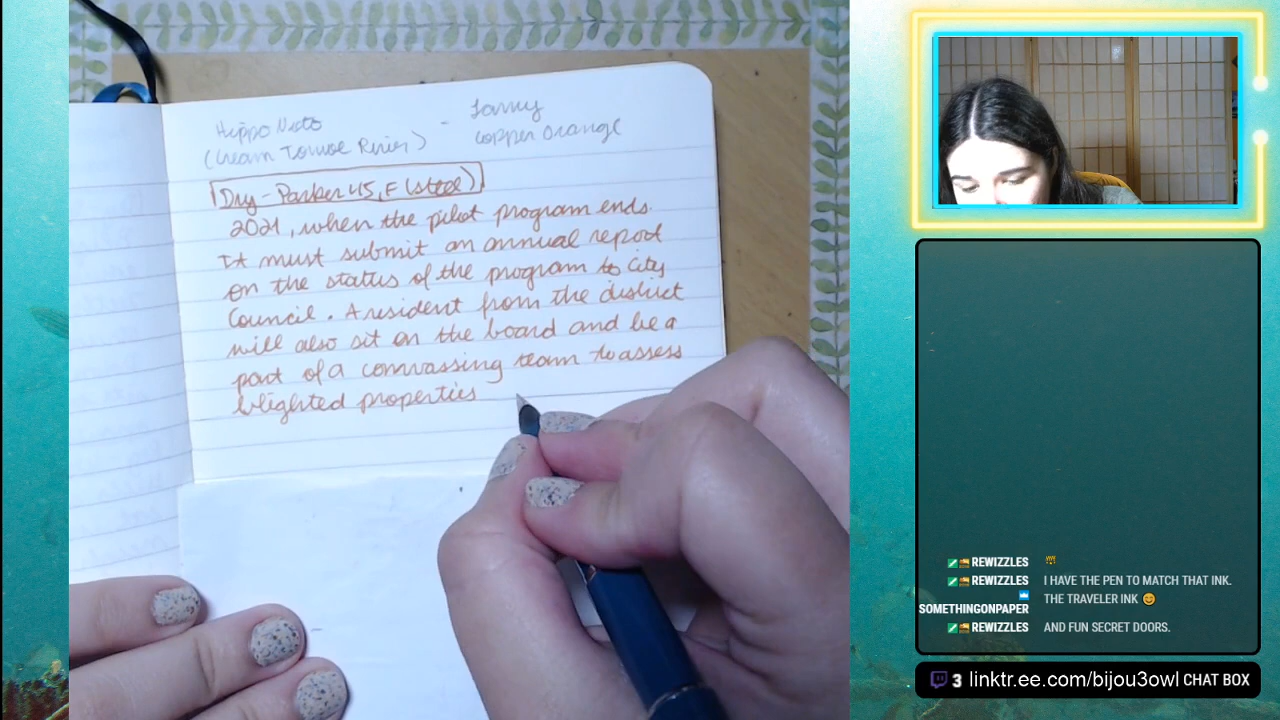 Hippo Noto
(Cream Tomoe River)
- Lamy
Copper Orange
Dry - Parker 45, F (steel)
2021, when the pilot program ends.
It must submit an annual report
on the status of the program to City
Council. A resident from the district
will also sit on the board and be a
part of a canvassing team to assess
blighted properties
REWIZZLES
REWIZZLES I HAVE THE PEN TO MATCH THAT INK.
SOMETHINGONPAPER THE TRAVELER INK
REWIZZLES AND FUN SECRET DOORS.
3 linktr.ee.com/bijou3owl CHAT BOX